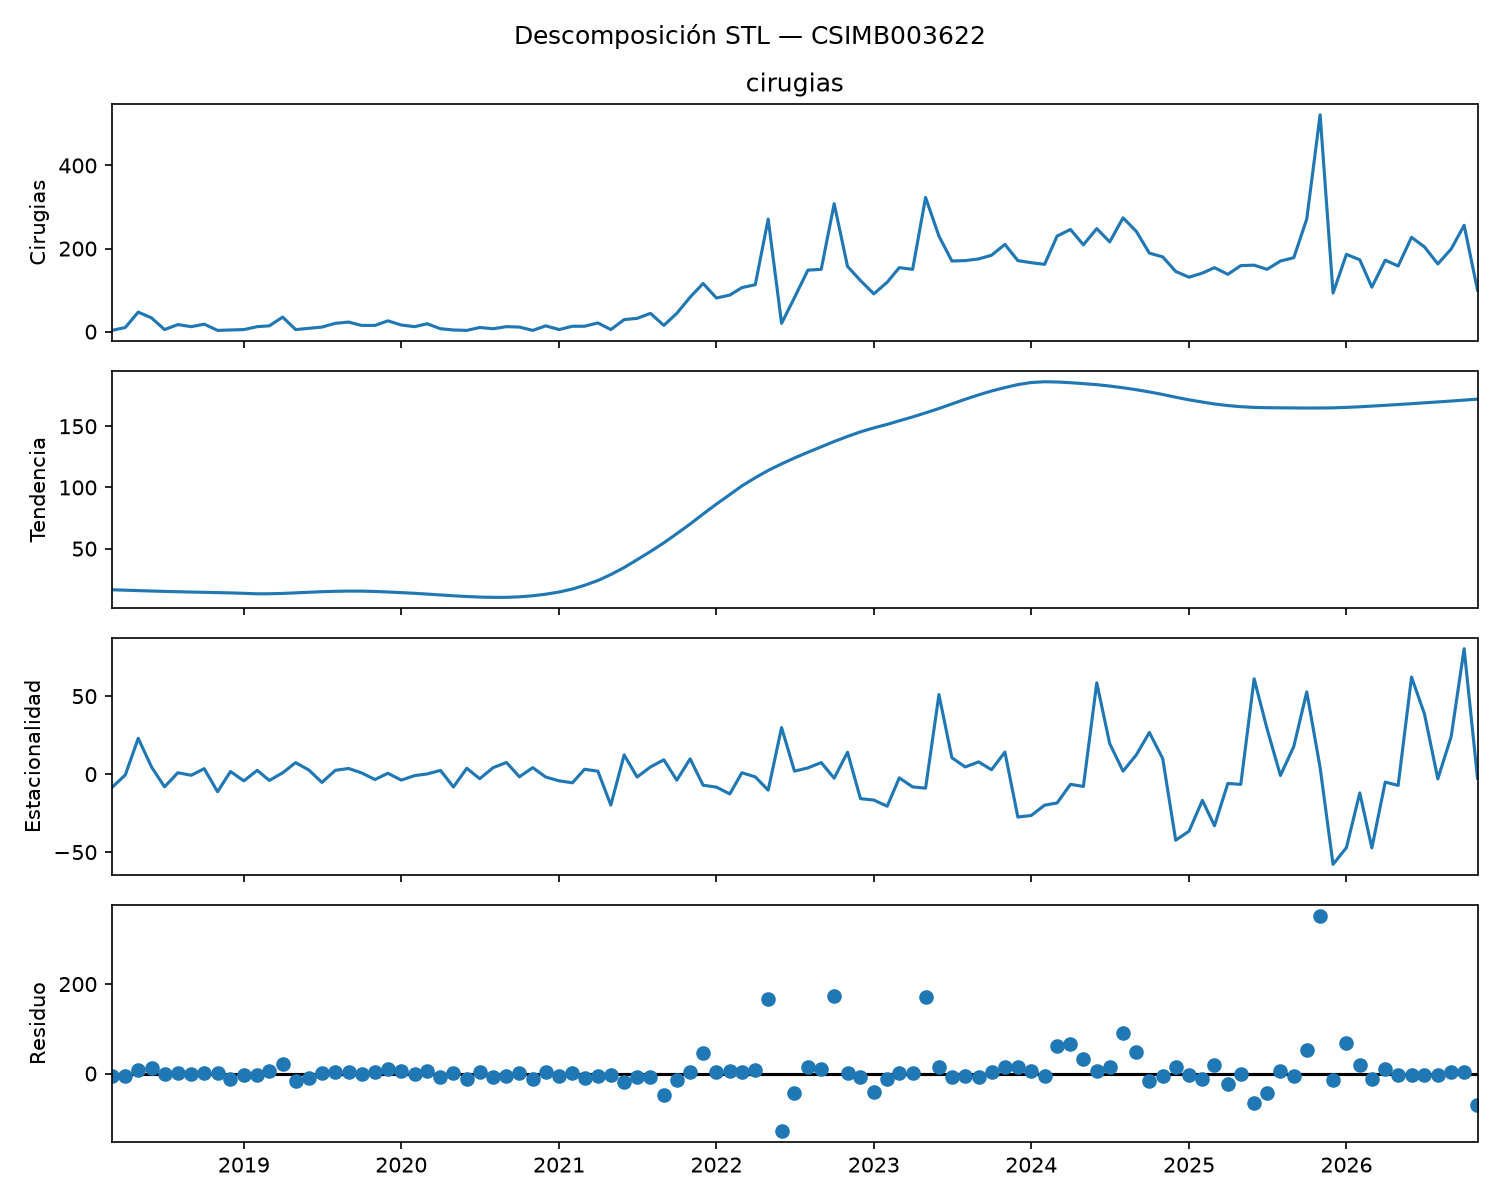 Descomposición STL — CSIMB003622
cirugias
Cirugias
400
200
0
Tendencia
150
100
50
Estacionalidad
50
0
−50
Residuo
200
0
2019 2020 2021 2022 2023 2024 2025 2026